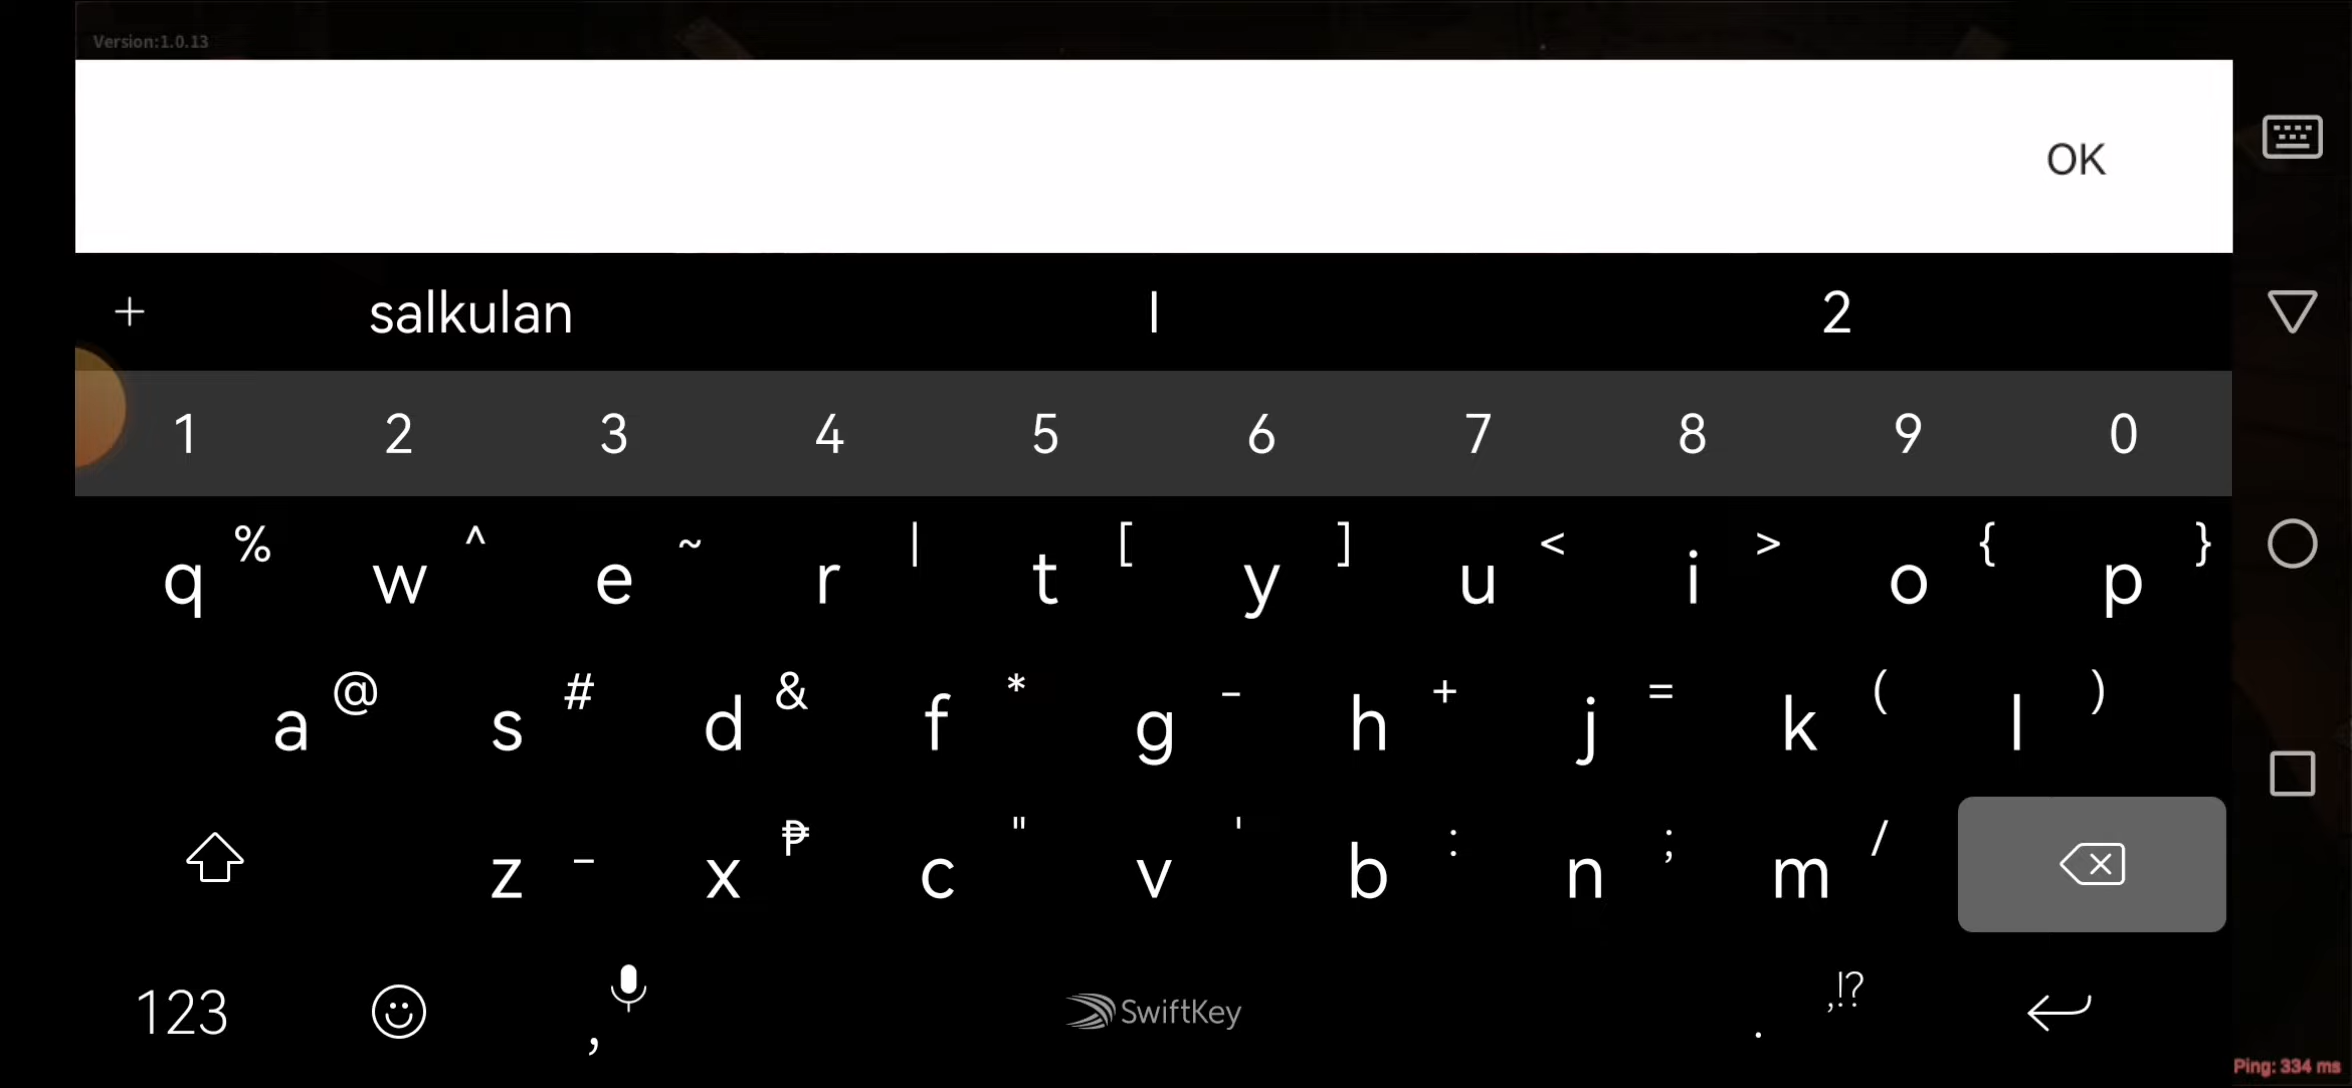 Version:1.0.13
OK
+ salkulan I 2
1 2 3 4 5 6 7 8 9 0
q % w ^ e ~ r | t [ y ] u < i > o { p }
a @ s # d & f * g - h + j = k ( l )
z _ x ₱ c " v ' b : n ; m /
123 , SwiftKey . ,!?
Ping: 334 ms